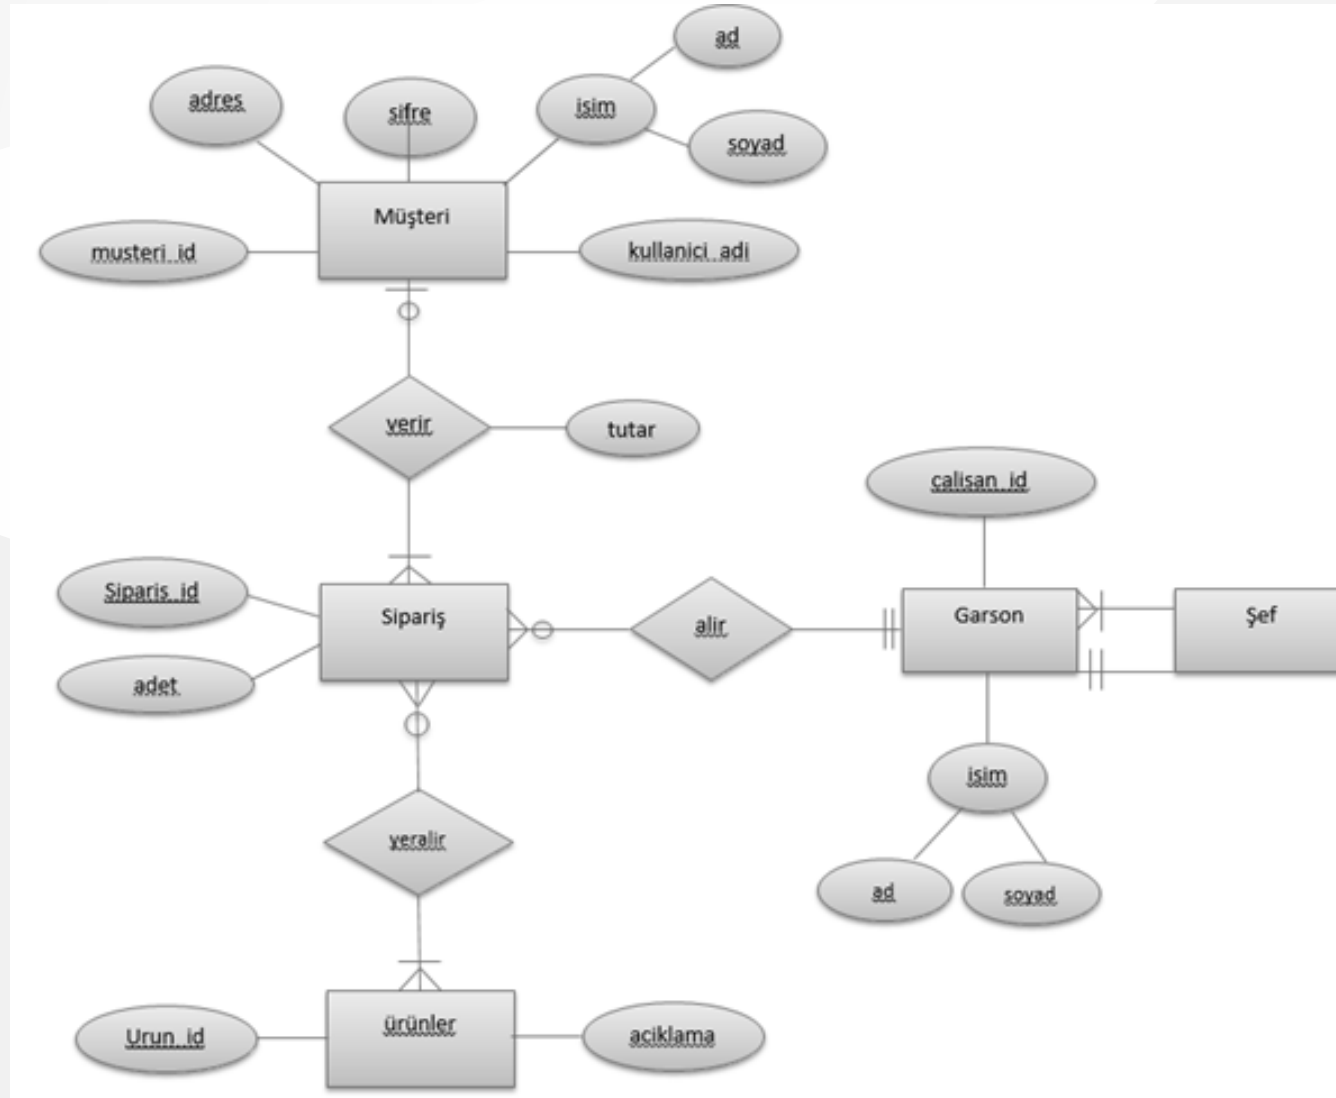 ad
adres
sifre
isim
soyad
Müşteri
musteri_id
kullanici_adi
verir
tutar
calisan_id
Siparis_id
Sipariş
alir
Garson
Şef
adet
isim
yeralir
ad
soyad
ürünler
Urun_id
aciklama